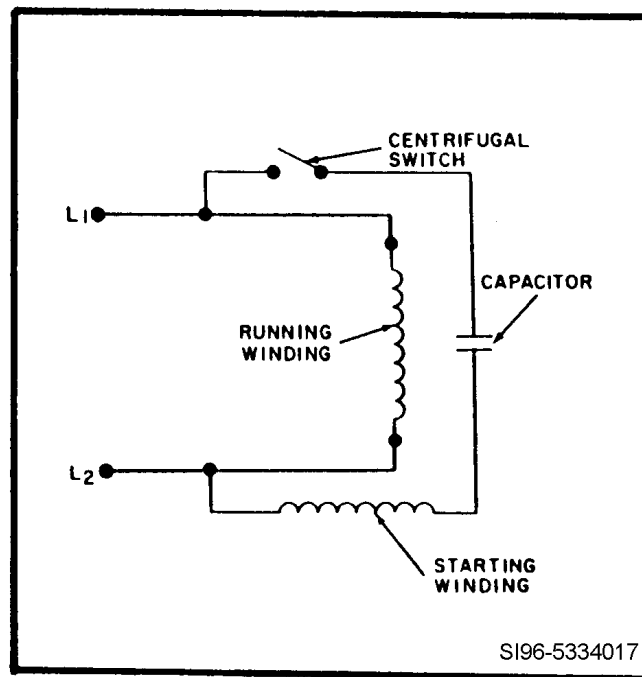 CENTRIFUGAL
SWITCH
L1
CAPACITOR
RUNNING
WINDING
L2
STARTING
WINDING
SI96-5334017